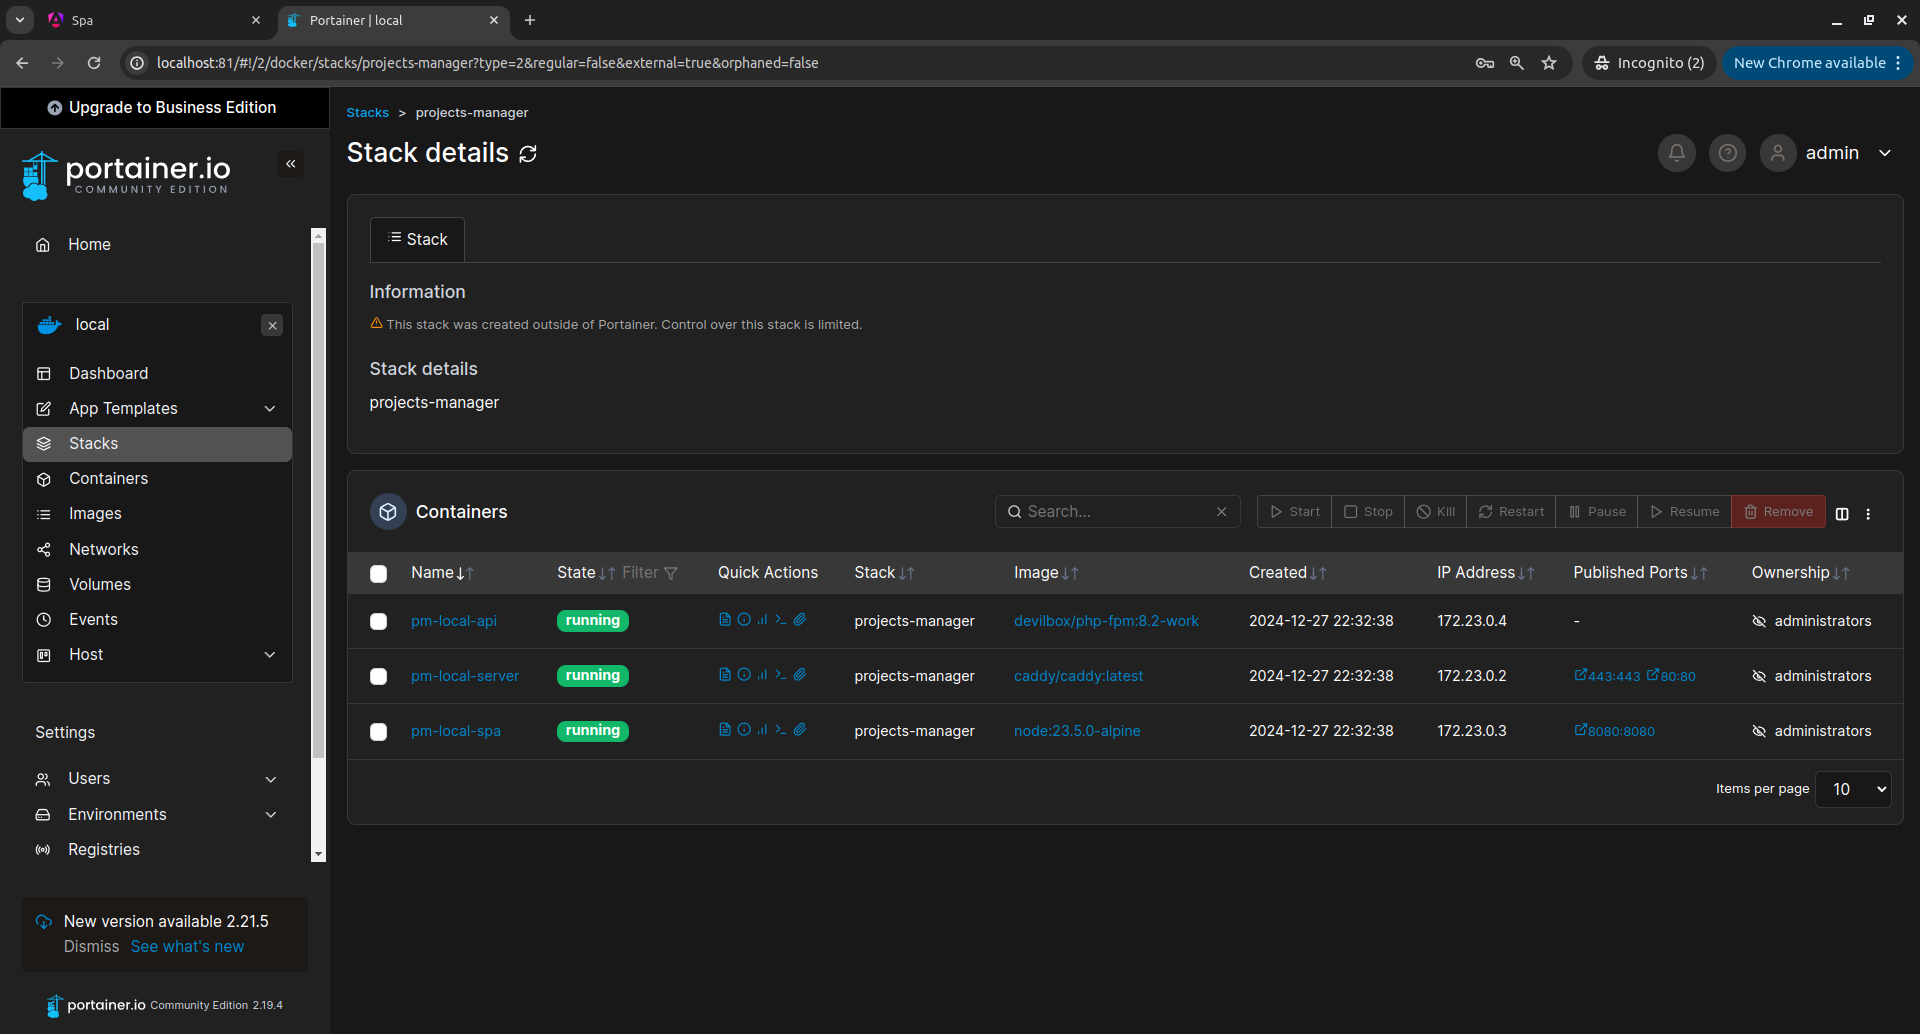 Spa
Portainer | local
localhost:81/#!/2/docker/stacks/projects-manager?type=2&regular=false&external=true&orphaned=false
Incognito (2)
New Chrome available
Upgrade to Business Edition
portainer.io
COMMUNITY EDITION
Home
local
Dashboard
App Templates
Stacks
Containers
Images
Networks
Volumes
Events
Host
Settings
Users
Environments
Registries
New version available 2.21.5
Dismiss See what's new
portainer.io Community Edition 2.19.4
Stacks > projects-manager
Stack details
admin
Stack
Information
This stack was created outside of Portainer. Control over this stack is limited.
Stack details
projects-manager
Containers
Search...
Start Stop Kill Restart Pause Resume Remove
Name State Filter Quick Actions Stack Image Created IP Address Published Ports Ownership
pm-local-api running projects-manager devilbox/php-fpm:8.2-work 2024-12-27 22:32:38 172.23.0.4 - administrators
pm-local-server running projects-manager caddy/caddy:latest 2024-12-27 22:32:38 172.23.0.2 443:443 80:80 administrators
pm-local-spa running projects-manager node:23.5.0-alpine 2024-12-27 22:32:38 172.23.0.3 8080:8080 administrators
Items per page 10